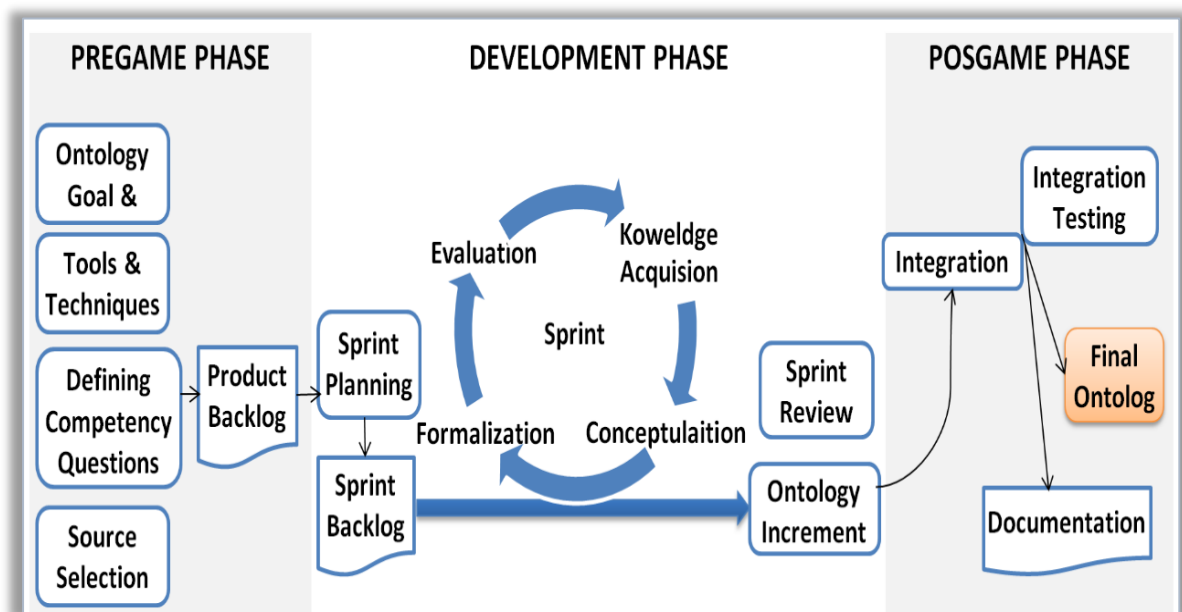 PREGAME PHASE
DEVELOPMENT PHASE
POSGAME PHASE
Ontology
Goal &
Tools &
Techniques
Defining
Competency
Questions
Source
Selection
Product
Backlog
Sprint
Planning
Sprint
Backlog
Evaluation
Koweldge
Acquision
Sprint
Formalization
Conceptulaition
Sprint
Review
Ontology
Increment
Integration
Integration
Testing
Final
Ontolog
Documentation